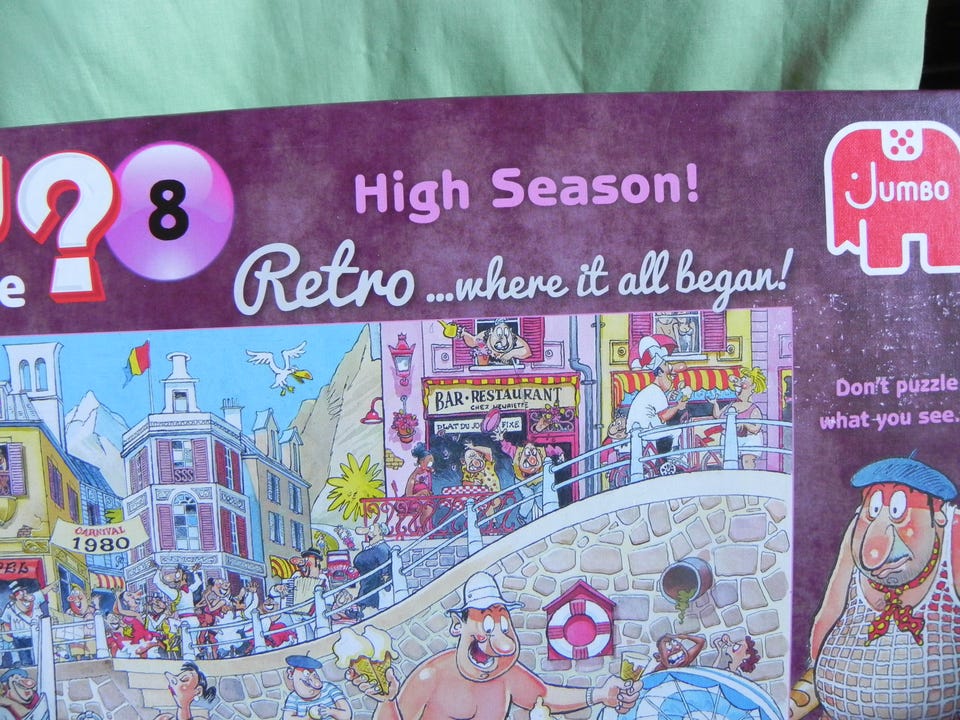 ?
8
High Season!
Retro ...where it all began!
JUMBO
Don't puzzle
what you see.
BAR • RESTAURANT
CHEZ HENRIETTE
PLAT DU JOUR FIXE
CARNIVAL
1980
e